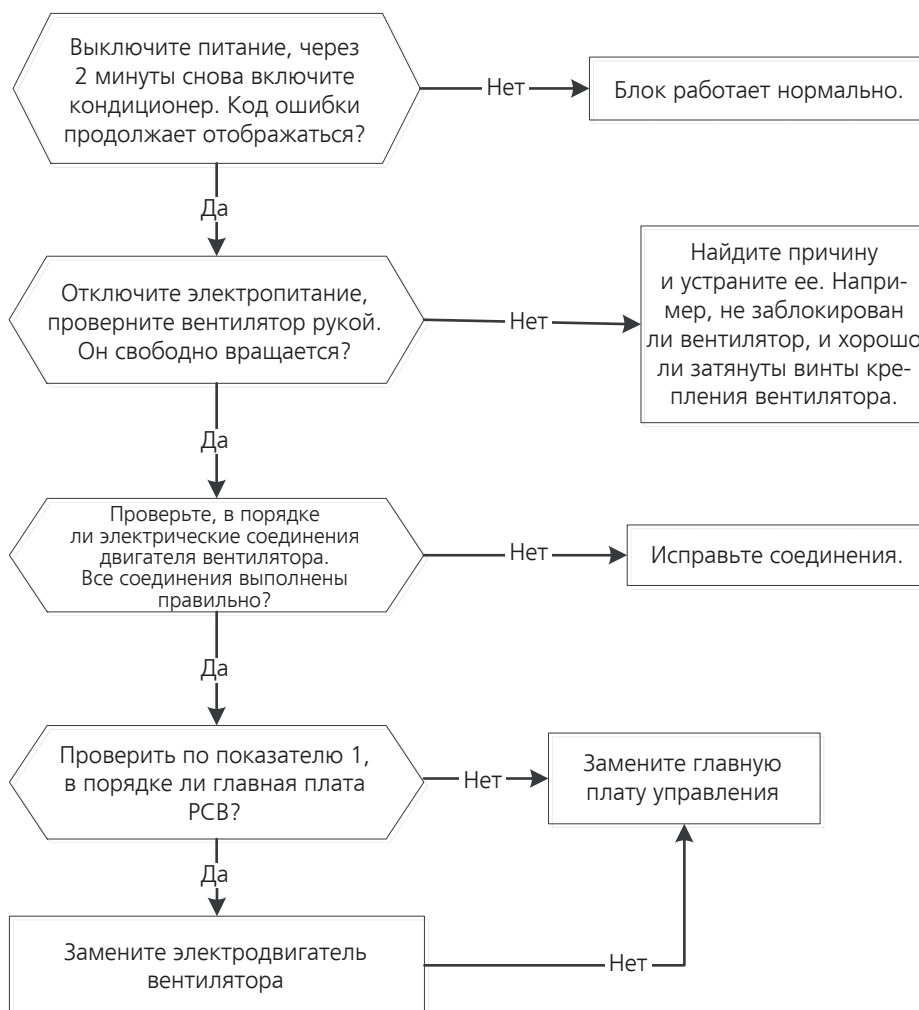 Выключите питание, через
2 минуты снова включите
кондиционер. Код ошибки
продолжает отображаться?
Нет
Блок работает нормально.
Да
Отключите электропитание,
проверните вентилятор рукой.
Он свободно вращается?
Нет
Найдите причину
и устраните ее. Напри-
мер, не заблокирован
ли вентилятор, и хорошо
ли затянуты винты кре-
пления вентилятора.
Да
Проверьте, в порядке
ли электрические соединения
двигателя вентилятора.
Все соединения выполнены
правильно?
Нет
Исправьте соединения.
Да
Проверить по показателю 1,
в порядке ли главная плата
PCB?
Нет
Замените главную
плату управления
Да
Замените электродвигатель
вентилятора
Нет